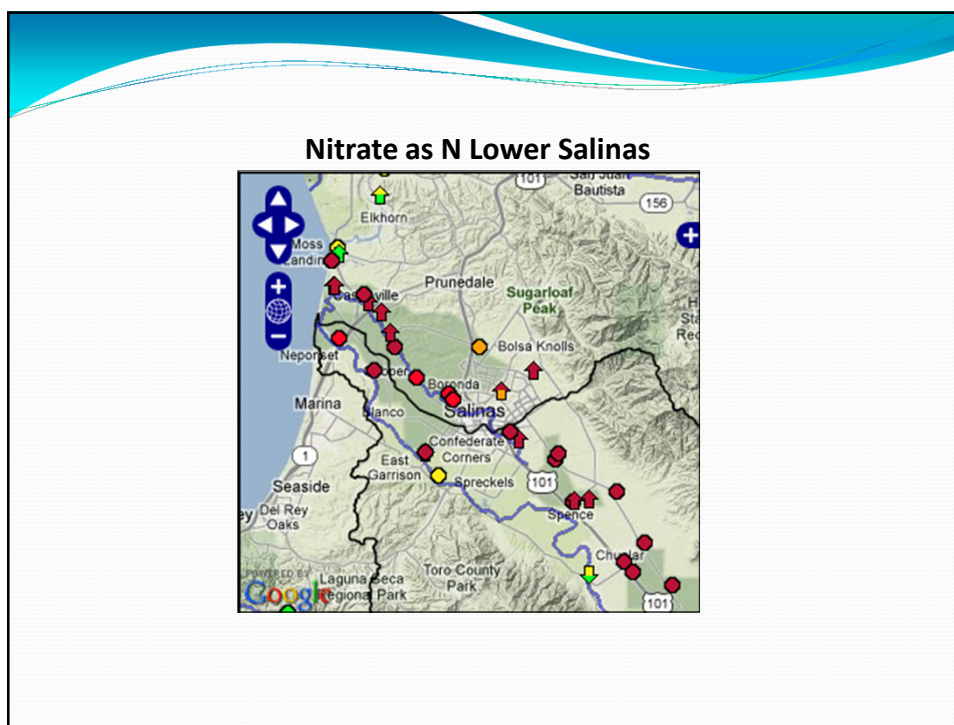 Nitrate as N Lower Salinas
101
Bautista
156
Elkhorn
Moss
Prunedale
Sugarloaf
Peak
Bolsa Knolls
Neponset
Boronda
Marina
Salinas
Blanco
Confederate
Corners
1
East
Garrison
Spreckels
101
Seaside
Spence
Del Rey
Oaks
Toro County
Park
Laguna Seca
Regional Park
POWERED BY
Google
101